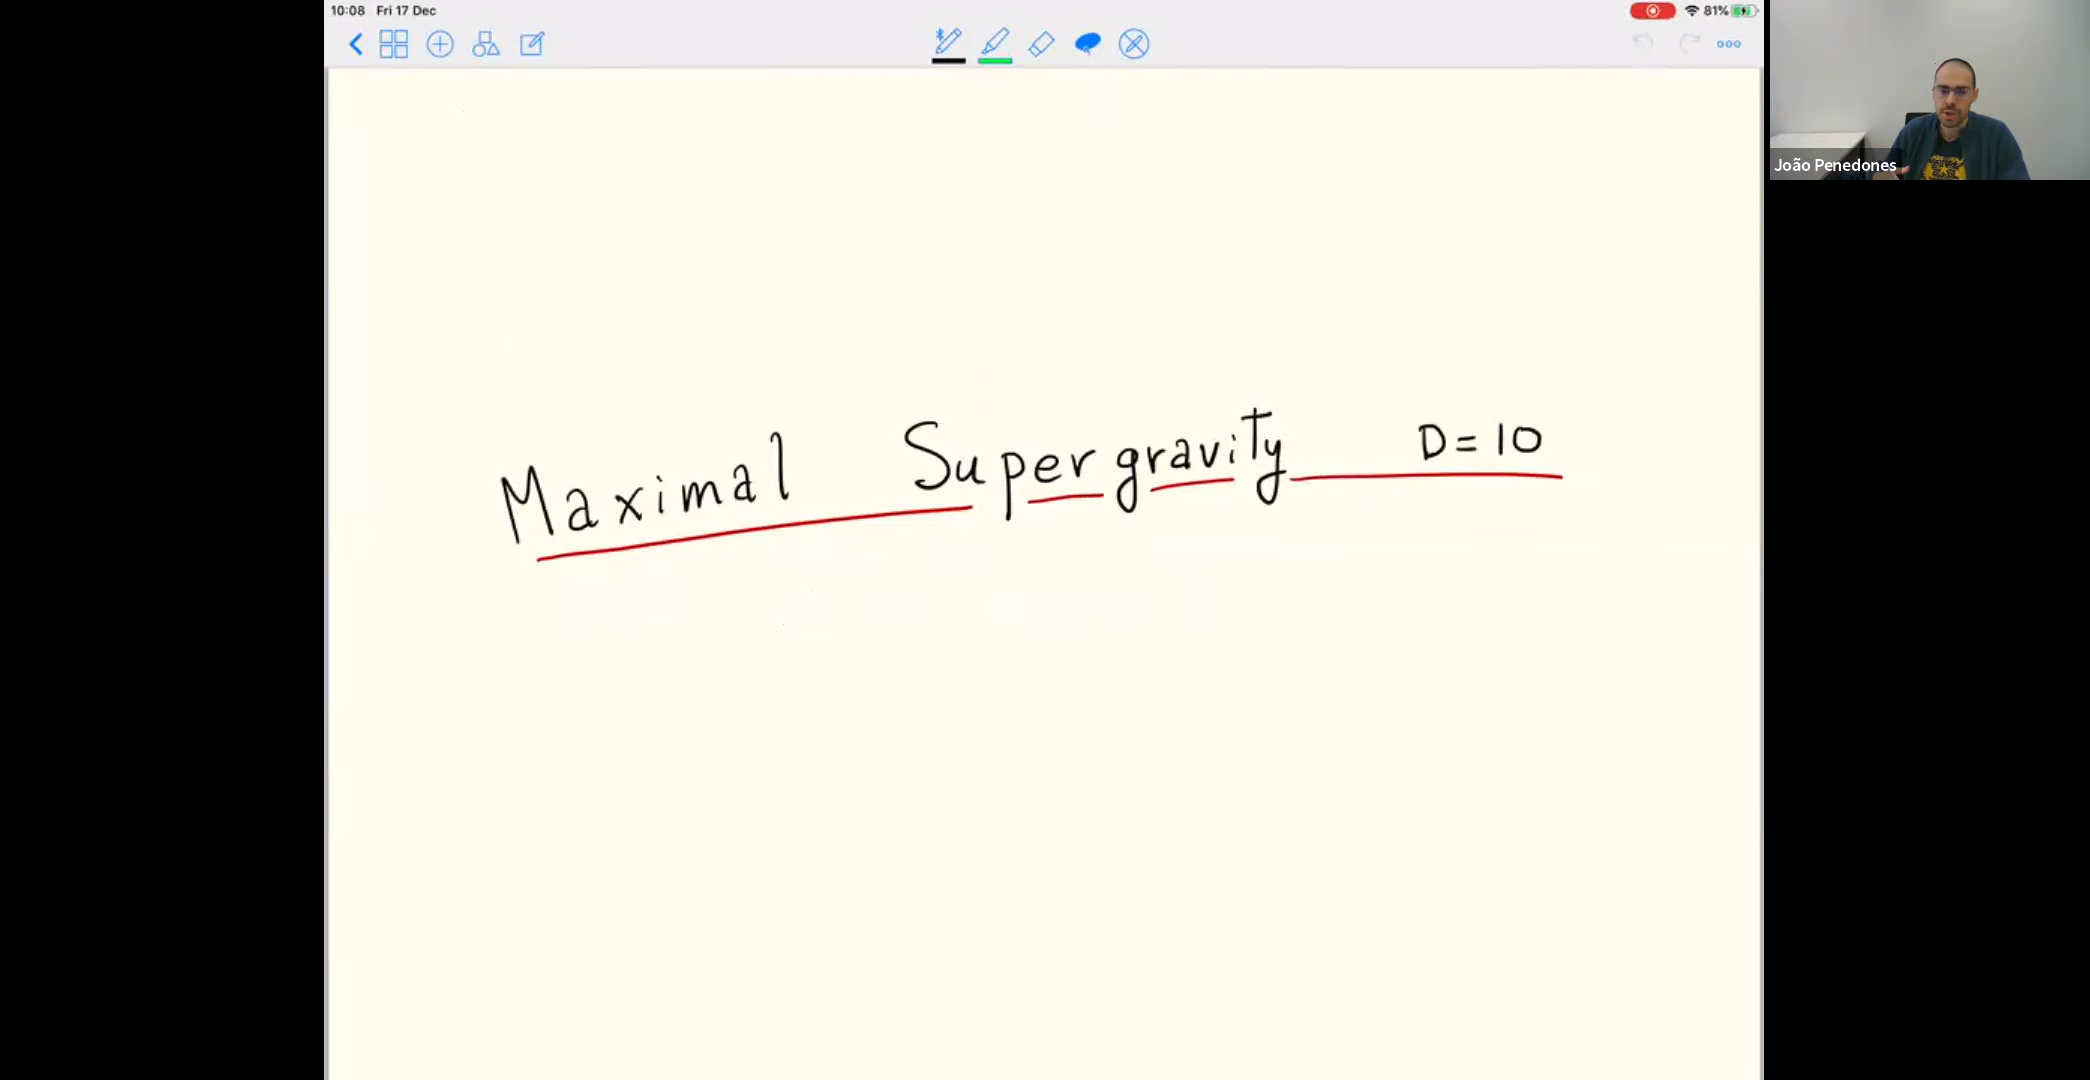 10:08 Fri 17 Dec
81%
João Penedones
Maximal Supergravity D = 10